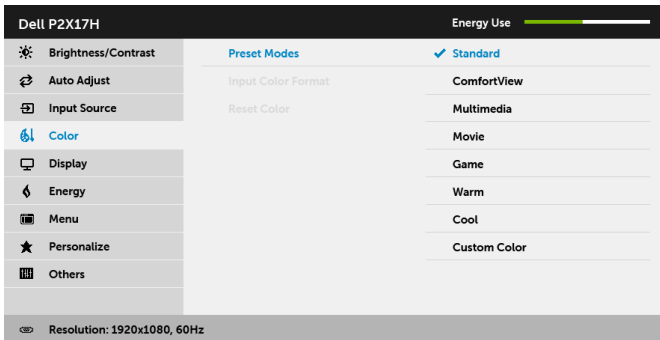 Dell P2X17H
Energy Use
Brightness/Contrast
Auto Adjust
Input Source
Color
Display
Energy
Menu
Personalize
Others
Preset Modes
Input Color Format
Reset Color
Standard
ComfortView
Multimedia
Movie
Game
Warm
Cool
Custom Color
Resolution: 1920x1080, 60Hz